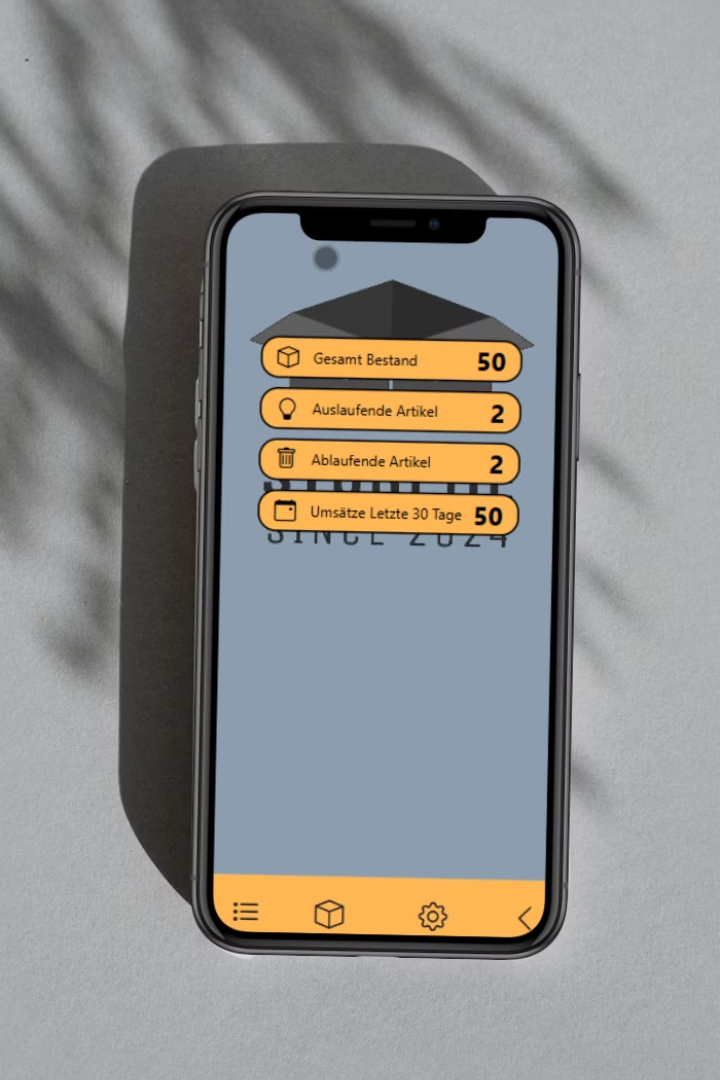 Gesamt Bestand 50
Auslaufende Artikel 2
Ablaufende Artikel 2
Umsätze Letzte 30 Tage 50
SINCE 2024